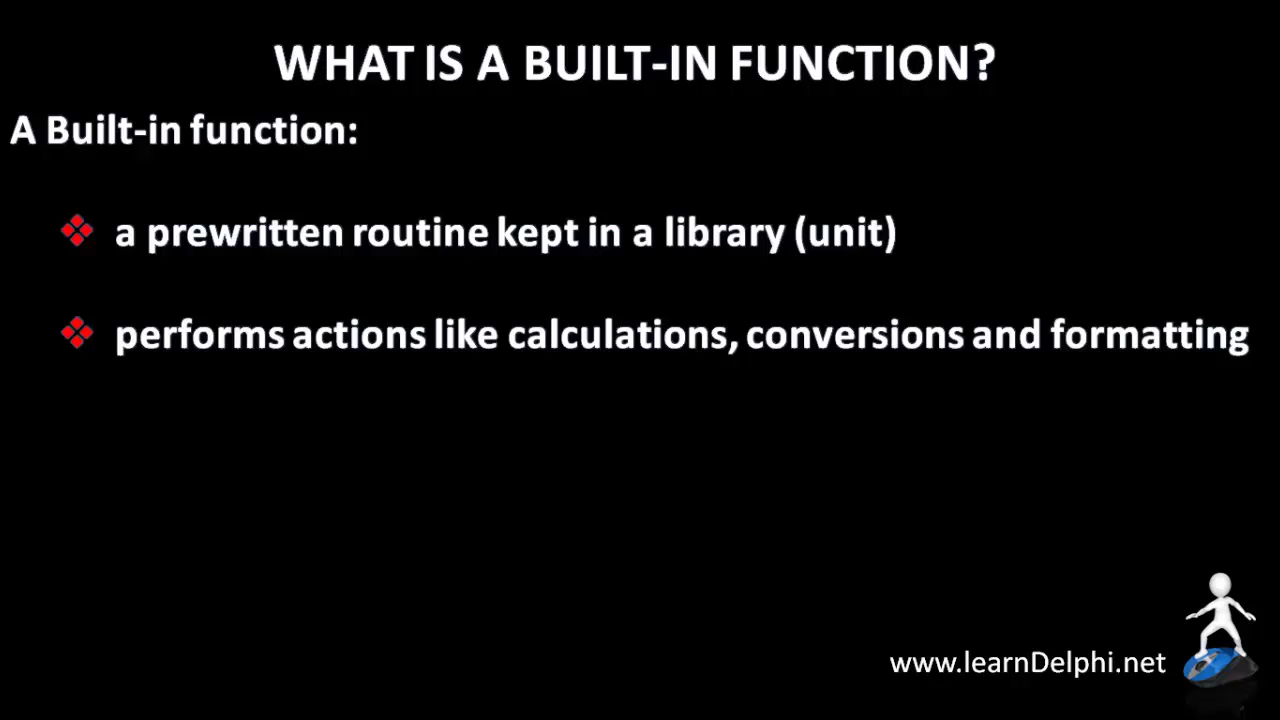 WHAT IS A BUILT-IN FUNCTION?
A Built-in function:
a prewritten routine kept in a library (unit)
performs actions like calculations, conversions and formatting
www.learnDelphi.net